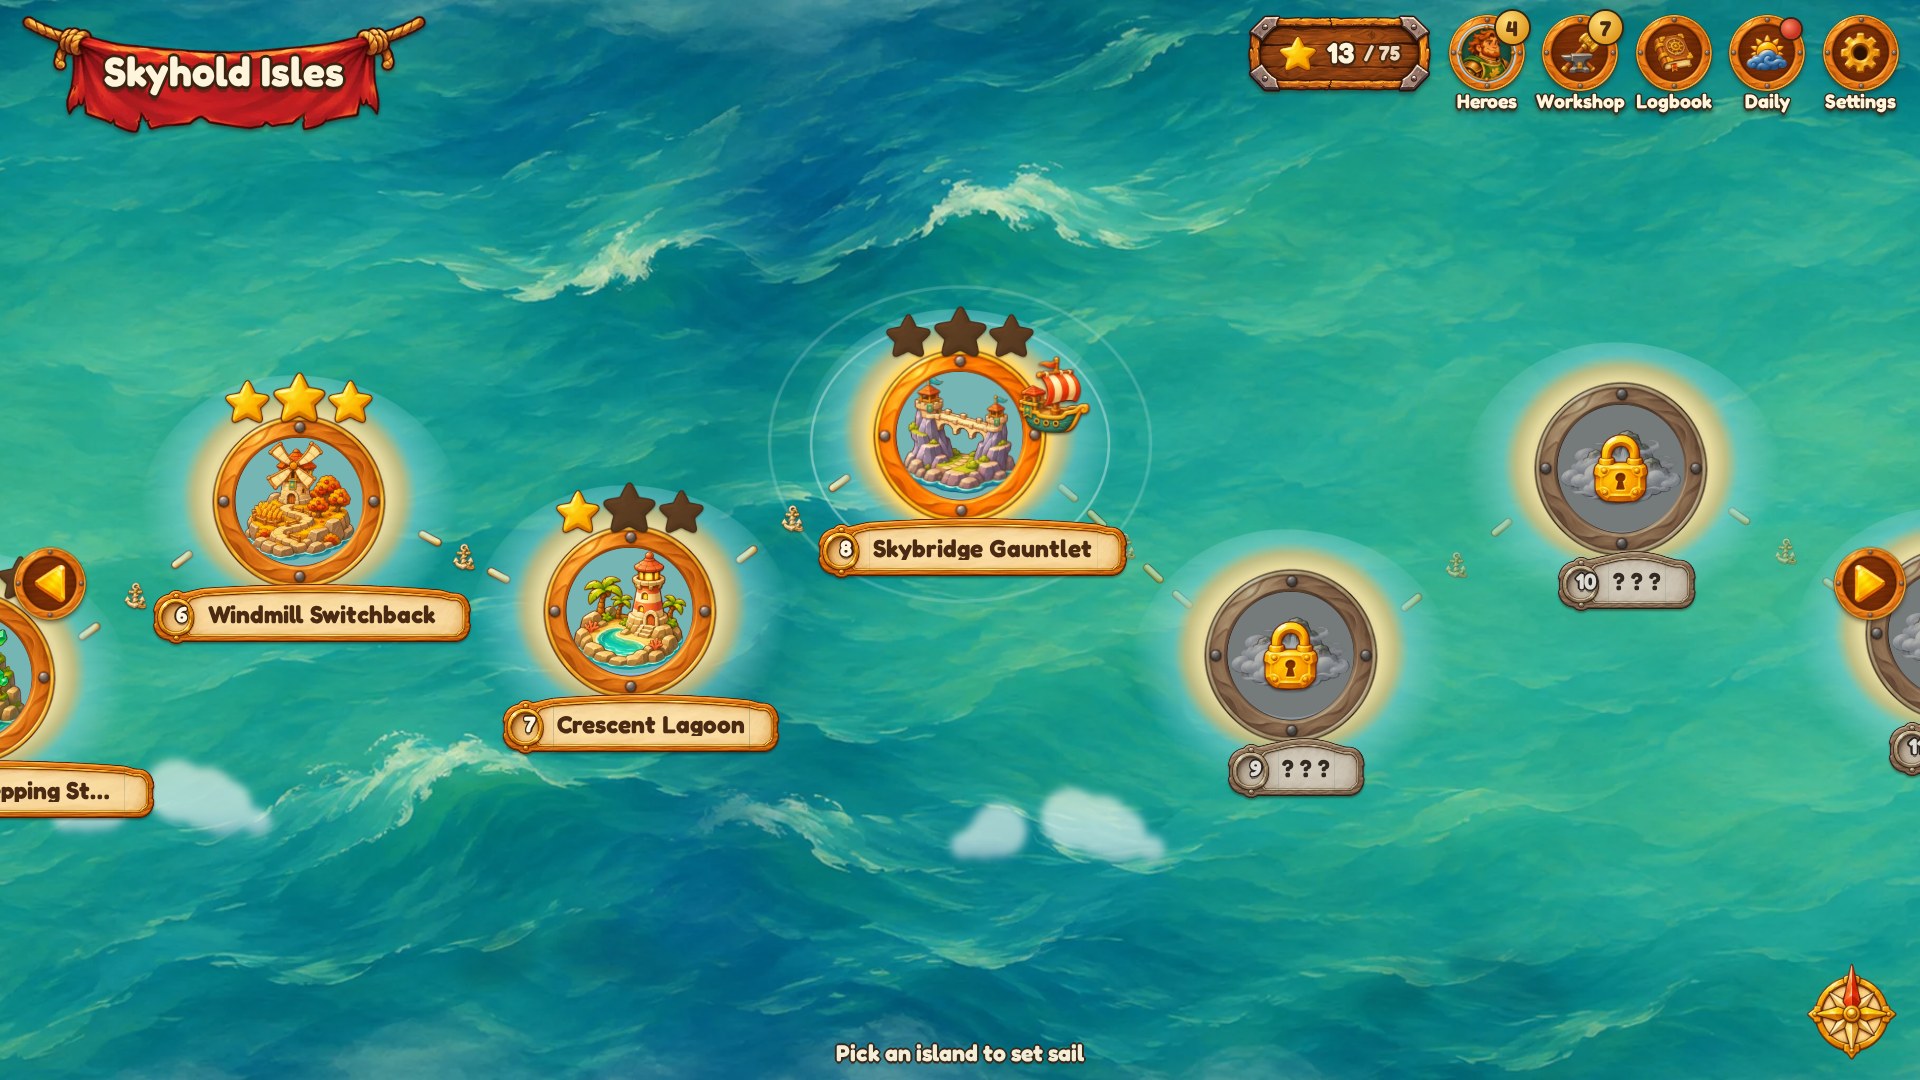 Skyhold Isles
13 / 75
4
7
Heroes
Workshop
Logbook
Daily
Settings
8 Skybridge Gauntlet
10 ???
6 Windmill Switchback
7 Crescent Lagoon
9 ???
11
pping St...
Pick an island to set sail